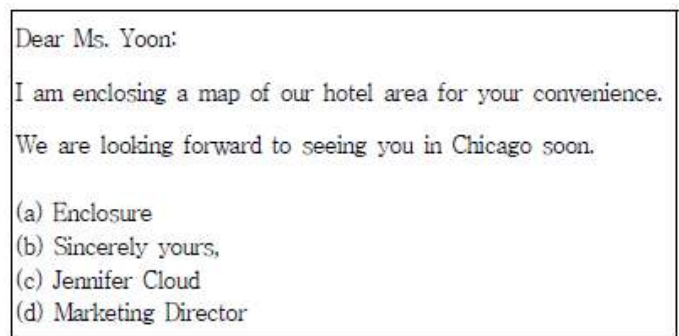 Dear Ms. Yoon:
I am enclosing a map of our hotel area for your convenience.
We are looking forward to seeing you in Chicago soon.
(a) Enclosure
(b) Sincerely yours,
(c) Jennifer Cloud
(d) Marketing Director